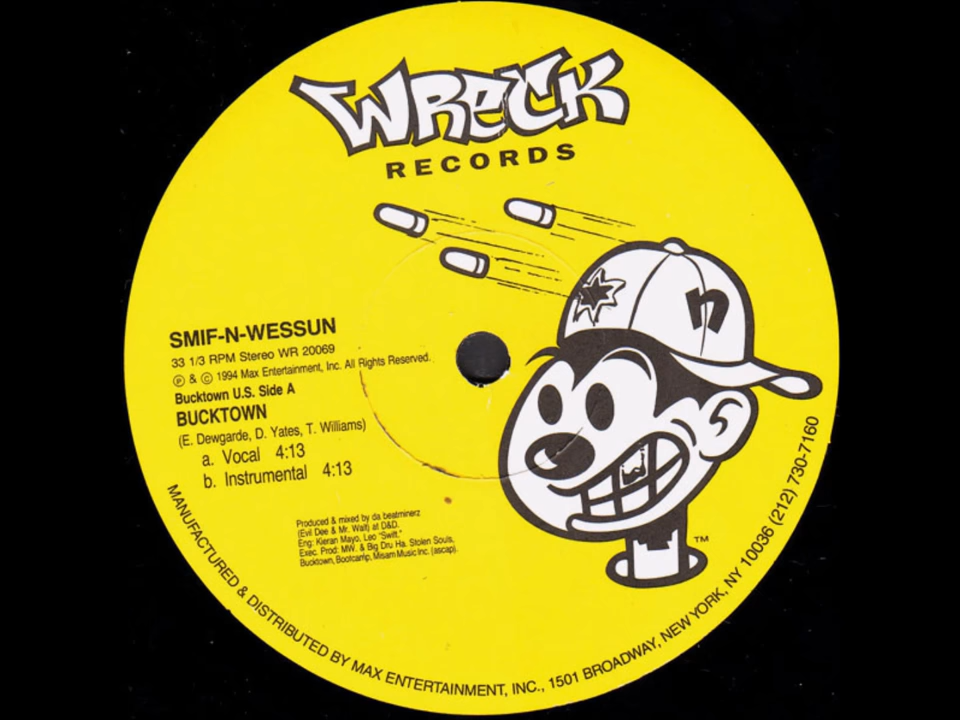 WRECK
RECORDS
n
SMIF-N-WESSUN
33 1/3 RPM Stereo WR 20069
Ⓟ & © 1994 Max Entertainment, Inc. All Rights Reserved.
Bucktown U.S. Side A
BUCKTOWN
(E. Dewgarde, D. Yates, T. Williams)
a. Vocal 4:13
b. Instrumental 4:13
Produced & mixed by da beatminerz
(Evil Dee & Mr. Walt) at D&D.
Eng: Kieran Mayo, Leo "Swift."
Exec. Prod: MW. & Big Dru Ha. Stolen Souls,
Bucktown, Bootcamp, Misam Music Inc. (ascap).
TM
MANUFACTURED & DISTRIBUTED BY MAX ENTERTAINMENT, INC., 1501 BROADWAY, NEW YORK, NY 10036 (212) 730-7160